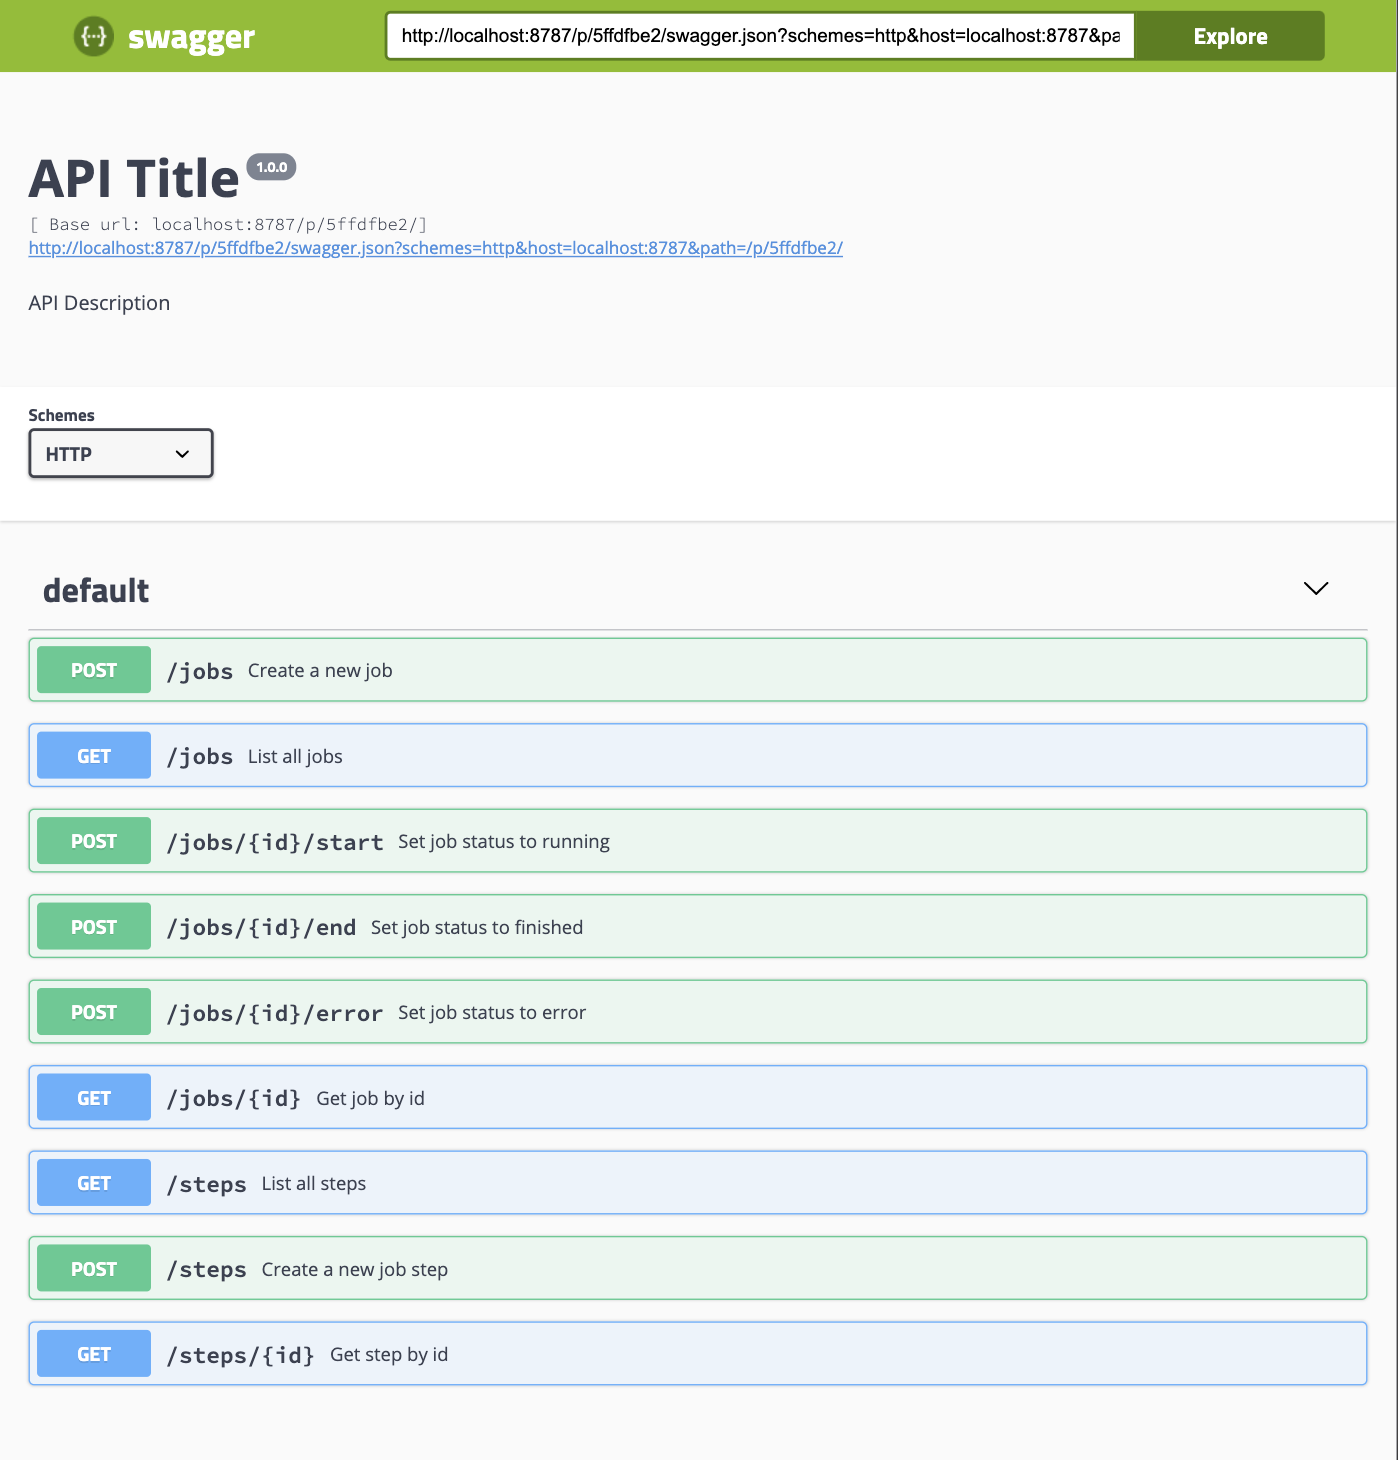 {···} swagger
http://localhost:8787/p/5ffdfbe2/swagger.json?schemes=http&host=localhost:8787&pa
Explore
API Title 1.0.0
[ Base url: localhost:8787/p/5ffdfbe2/]
http://localhost:8787/p/5ffdfbe2/swagger.json?schemes=http&host=localhost:8787&path=/p/5ffdfbe2/
API Description
Schemes
HTTP
default
POST /jobs Create a new job
GET /jobs List all jobs
POST /jobs/{id}/start Set job status to running
POST /jobs/{id}/end Set job status to finished
POST /jobs/{id}/error Set job status to error
GET /jobs/{id} Get job by id
GET /steps List all steps
POST /steps Create a new job step
GET /steps/{id} Get step by id